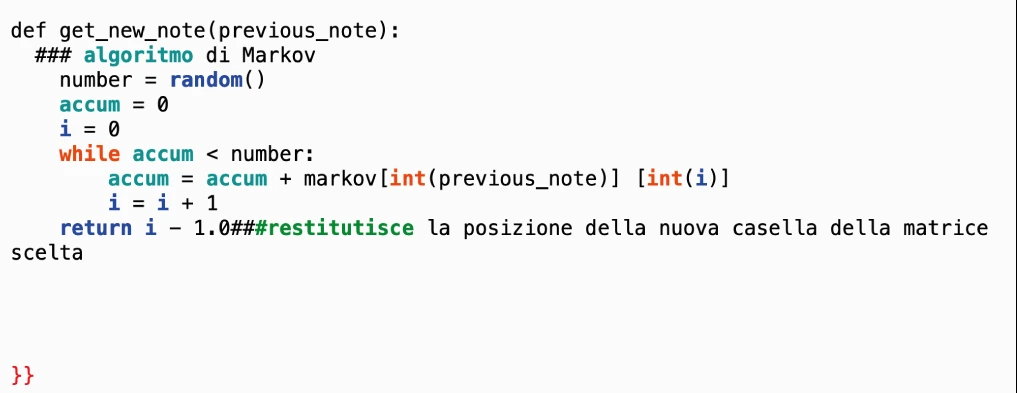 def get_new_note(previous_note):
  ### algoritmo di Markov
    number = random()
    accum = 0
    i = 0
    while accum < number:
        accum = accum + markov[int(previous_note)] [int(i)]
        i = i + 1
    return i - 1.0###restitutisce la posizione della nuova casella della matrice
scelta
}}